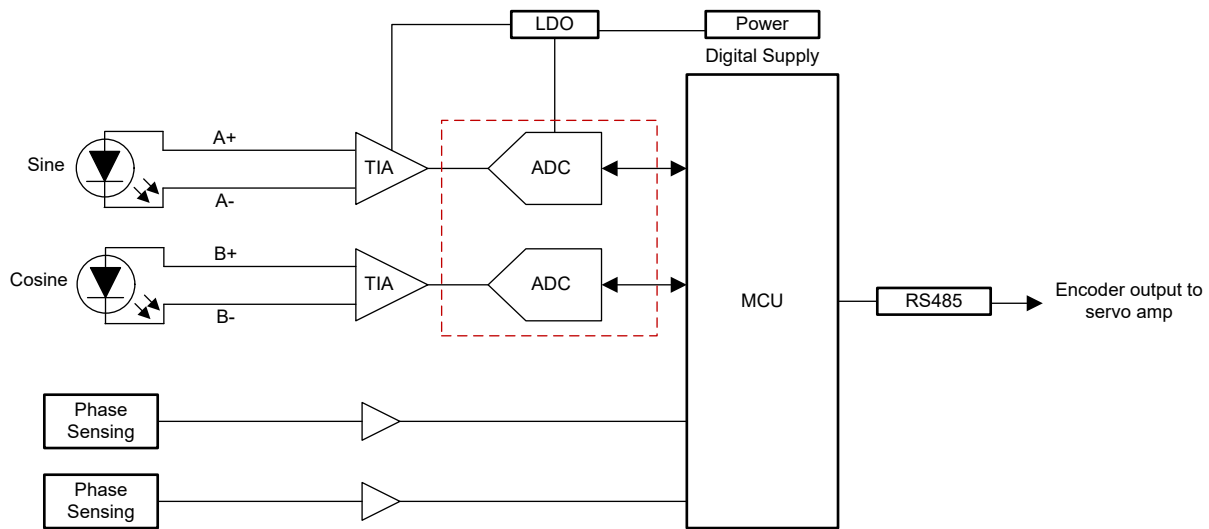 LDO
Power
Digital Supply
Sine
A+
A-
TIA
ADC
Cosine
B+
B-
TIA
ADC
MCU
RS485
Encoder output to
servo amp
Phase
Sensing
Phase
Sensing